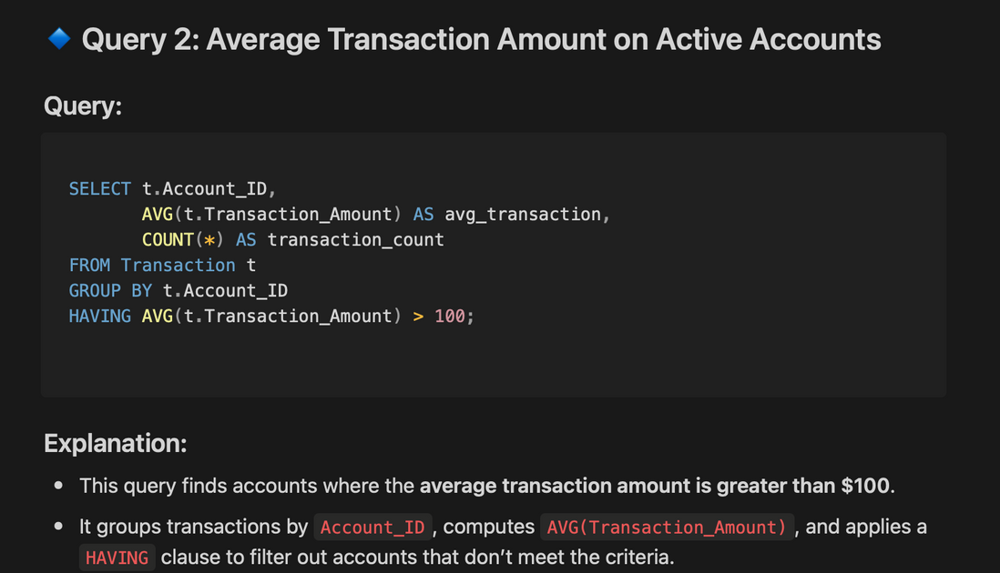 🔹 Query 2: Average Transaction Amount on Active Accounts
Query:
SELECT t.Account_ID,
       AVG(t.Transaction_Amount) AS avg_transaction,
       COUNT(*) AS transaction_count
FROM Transaction t
GROUP BY t.Account_ID
HAVING AVG(t.Transaction_Amount) > 100;
Explanation:
• This query finds accounts where the average transaction amount is greater than $100.
• It groups transactions by Account_ID, computes AVG(Transaction_Amount), and applies a
HAVING clause to filter out accounts that don’t meet the criteria.